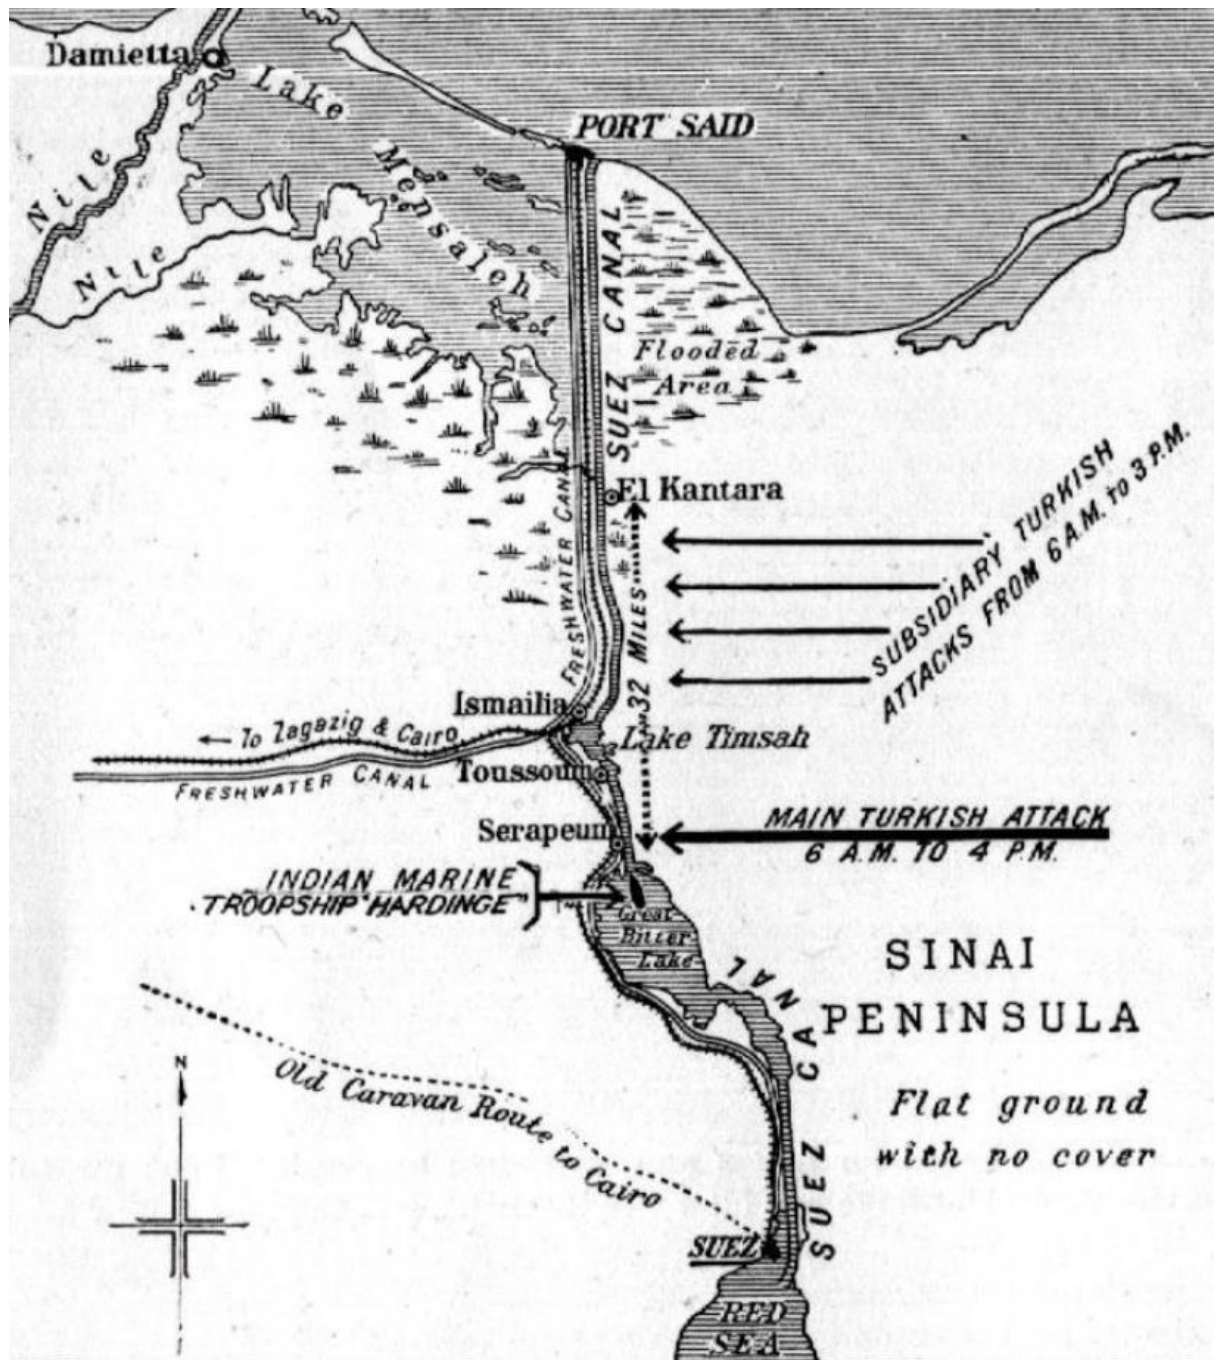 Damietta
Lake
Mensaleh
PORT SAID
Nile
Nile
SUEZ CANAL
Flooded
Area
El Kantara
FRESHWATER CANAL
32 MILES
SUBSIDIARY TURKISH
ATTACKS FROM 6 A.M. TO 3 P.M.
Ismailia
← To Zagazig & Cairo
Lake Timsah
FRESHWATER CANAL
Toussoum
Serapeum
MAIN TURKISH ATTACK
6 A.M. TO 4 P.M.
INDIAN MARINE
TROOPSHIP "HARDINGE"
Great
Bitter
Lake
SINAI
PENINSULA
SUEZ CANAL
Flat ground
with no cover
Old Caravan Route to Cairo
N
SUEZ
RED
SEA